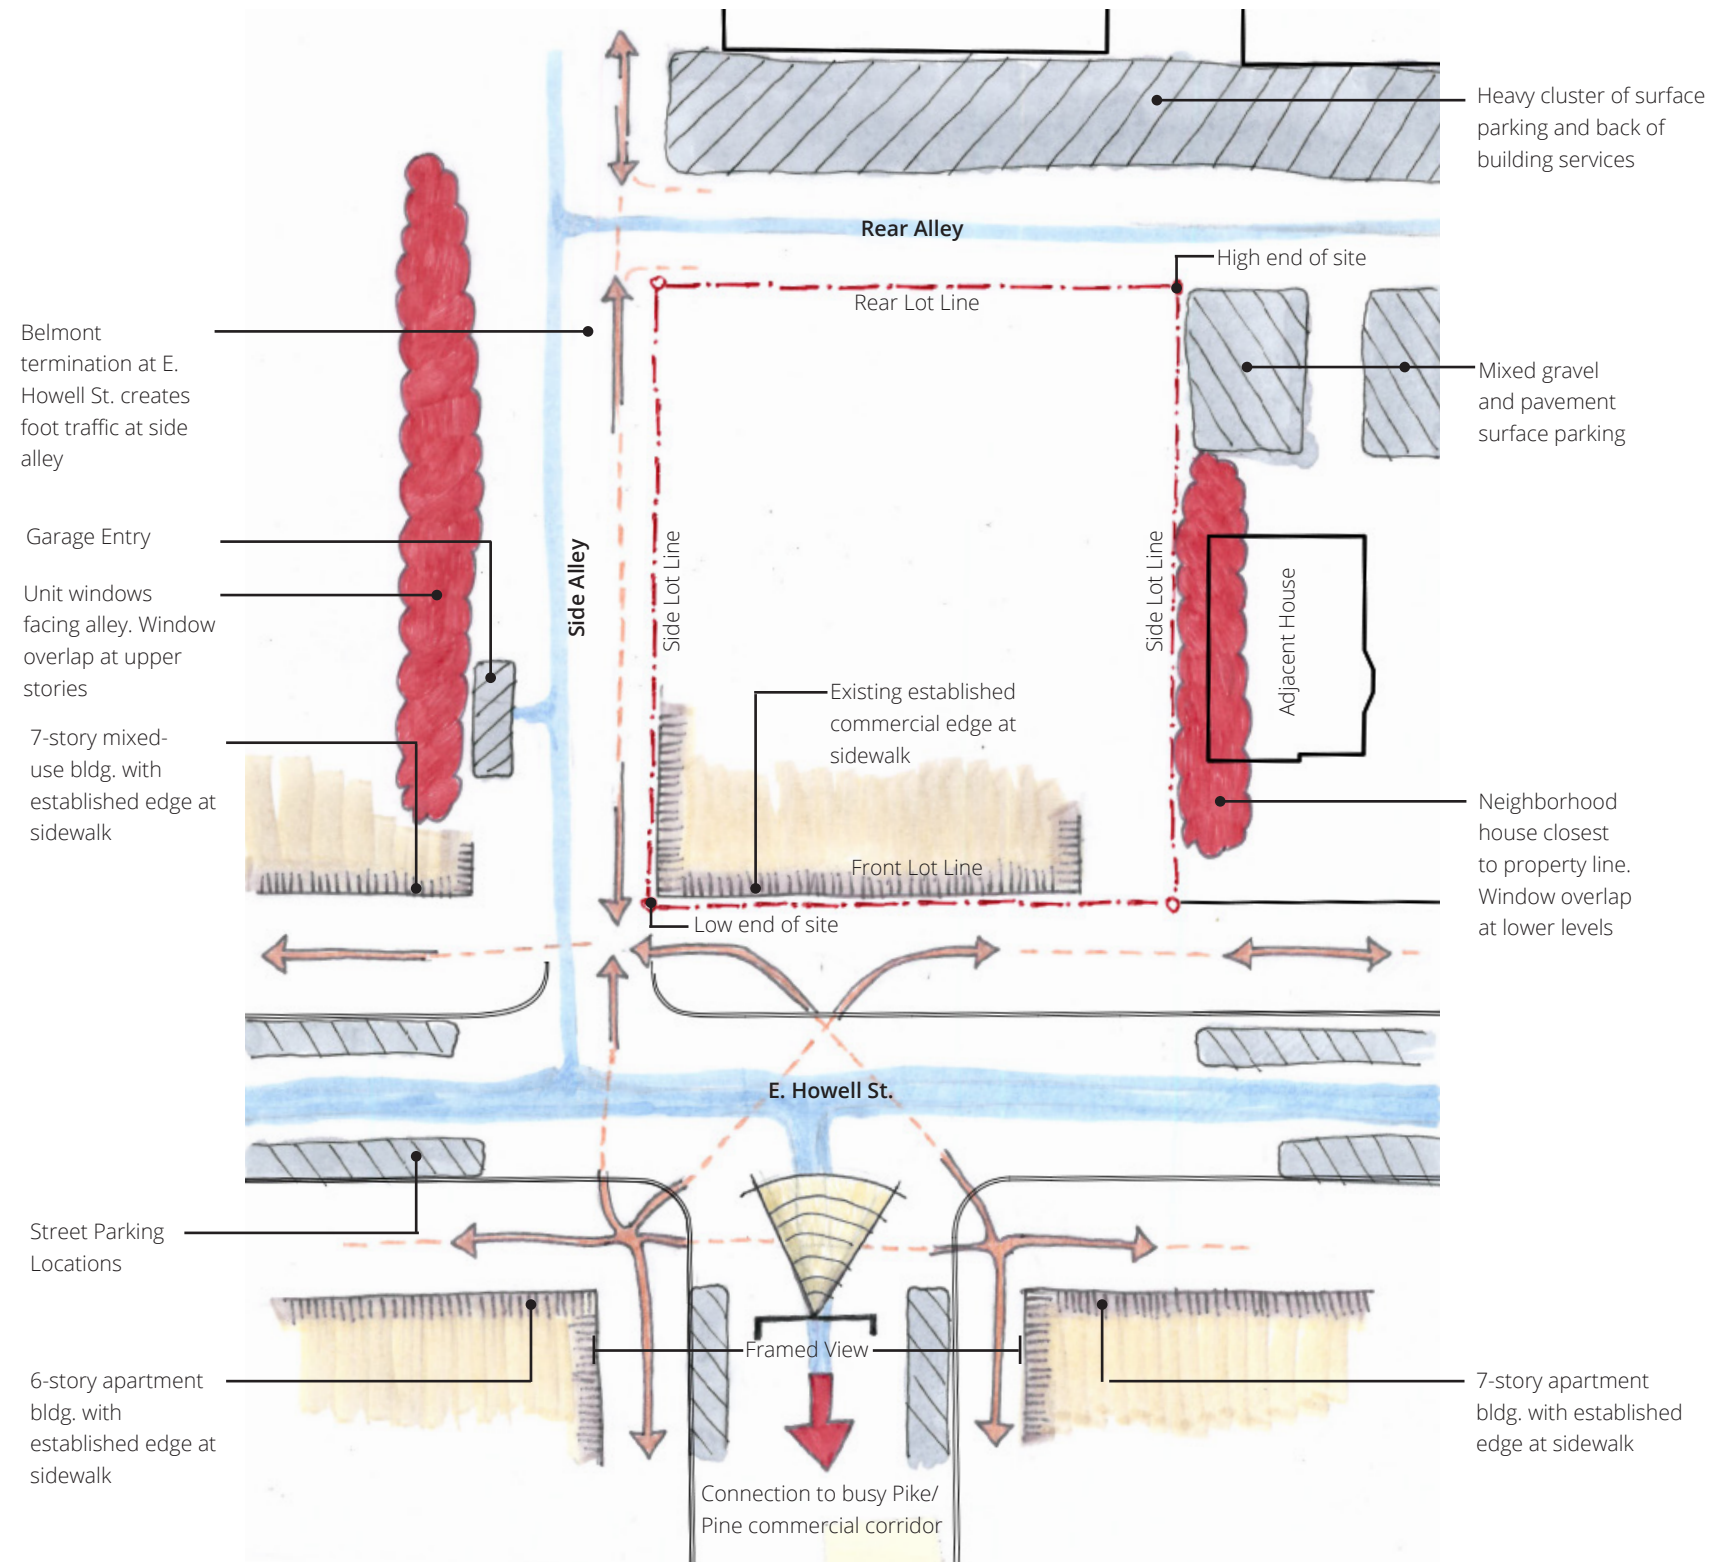 Heavy cluster of surface
parking and back of
building services
Rear Alley
High end of site
Rear Lot Line
Belmont
termination at E.
Howell St. creates
foot traffic at side
alley
Mixed gravel
and pavement
surface parking
Garage Entry
Unit windows
facing alley. Window
overlap at upper
stories
Side Alley
Side Lot Line
Side Lot Line
Adjacent House
Existing established
commercial edge at
sidewalk
7-story mixed-
use bldg. with
established edge at
sidewalk
Neighborhood
house closest
to property line.
Window overlap
at lower levels
Front Lot Line
Low end of site
E. Howell St.
Street Parking
Locations
Framed View
6-story apartment
bldg. with
established edge at
sidewalk
7-story apartment
bldg. with established
edge at sidewalk
Connection to busy Pike/
Pine commercial corridor